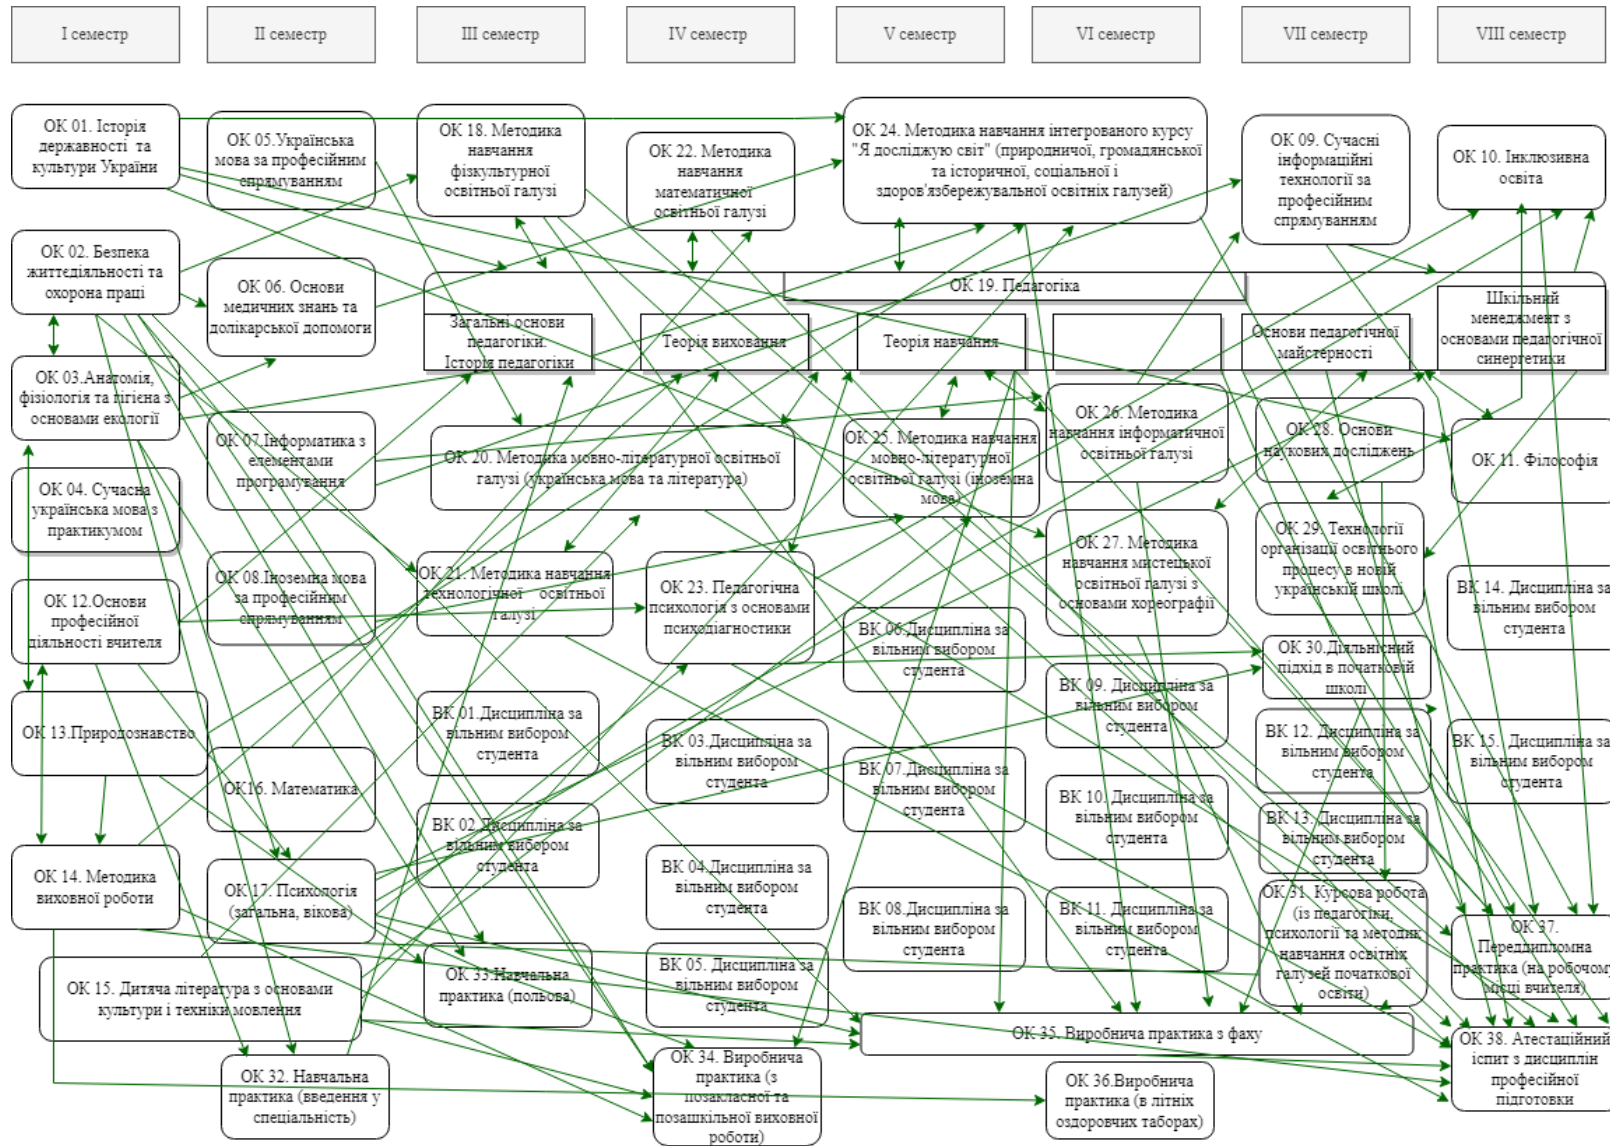 I семестр
II семестр
III семестр
IV семестр
V семестр
VI семестр
VII семестр
VIII семестр
ОК 01. Історія
державності та
культури України
ОК 02. Безпека
життєдіяльності та
охорона праці
ОК 03.Анатомія,
фізіологія та гігієна з
основами екології
ОК 04. Сучасна
українська мова з
практикумом
ОК 12.Основи
професійної
діяльності вчителя
ОК 13.Природознавство
ОК 14. Методика
виховної роботи
ОК 15. Дитяча література з основами
культури і техніки мовлення
ОК 05.Українська
мова за професійним
спрямуванням
ОК 06. Основи
медичних знань та
долікарської допомоги
ОК 07.Інформатика з
елементами
програмування
ОК 08.Іноземна мова
за професійним
спрямуванням
ОК16. Математика
ОК 17. Психологія
(загальна, вікова)
ОК 32. Навчальна
практика (введення у
спеціальність)
ОК 18. Методика
навчання
фізкультурної
освітньої галузі
ОК 22. Методика
навчання
математичної
освітньої галузі
ОК 24. Методика навчання інтегрованого курсу
"Я досліджую світ" (природничої, громадянської
та історичної, соціальної і
здоров'язбережувальної освітніх галузей)
ОК 09. Сучасні
інформаційні
технології за
професійним
спрямуванням
ОК 10. Інклюзивна
освіта
ОК 19. Педагогіка
Загальні основи
педагогіки.
Історія педагогіки
Теорія виховання
Теорія навчання
Основи педагогічної
майстерності
Шкільний
менеджмент з
основами педагогічної
синергетики
ОК 20. Методика мовно-літературної освітньої
галузі (українська мова та література)
ОК 21. Методика навчання
технологічної освітньої
галузі
ВК 01.Дисципліна за
вільним вибором
студента
ВК 02.Дисципліна за
вільним вибором
студента
ОК 33.Навчальна
практика (польова)
ОК 23. Педагогічна
психологія з основами
психодіагностики
ВК 03.Дисципліна за
вільним вибором
студента
ВК 04.Дисципліна за
вільним вибором
студента
ВК 05. Дисципліна за
вільним вибором
студента
ОК 34. Виробнича
практика (з
позакласної та
позашкільної виховної
роботи)
ОК 25. Методика навчання
мовно-літературної
освітньої галузі (іноземна
мова)
ВК 06.Дисципліна за
вільним вибором
студента
ВК 07.Дисципліна за
вільним вибором
студента
ВК 08.Дисципліна за
вільним вибором
студента
ОК 35. Виробнича практика з фаху
ОК 26. Методика
навчання інформатичної
освітньої галузі
ОК 27. Методика
навчання мистецької
освітньої галузі з
основами хореографії
ВК 09. Дисципліна за
вільним вибором
студента
ВК 10. Дисципліна за
вільним вибором
студента
ВК 11. Дисципліна за
вільним вибором
студента
ОК 36.Виробнича
практика (в літніх
оздоровчих таборах)
ОК 28. Основи
наукових досліджень
ОК 29. Технології
організації освітнього
процесу в новій
українській школі
ОК 30.Діяльнісний
підхід в початковій
школі
ВК 12. Дисципліна за
вільним вибором
студента
ВК 13. Дисципліна за
вільним вибором
студента
ОК 31. Курсова робота
(із педагогіки,
психології та методик
навчання освітніх
галузей початкової
освіти)
ОК 11. Філософія
ВК 14. Дисципліна за
вільним вибором
студента
ВК 15. Дисципліна за
вільним вибором
студента
ОК 37.
Переддипломна
практика (на робочому
місці вчителя)
ОК 38. Атестаційний
іспит з дисциплін
професійної
підготовки